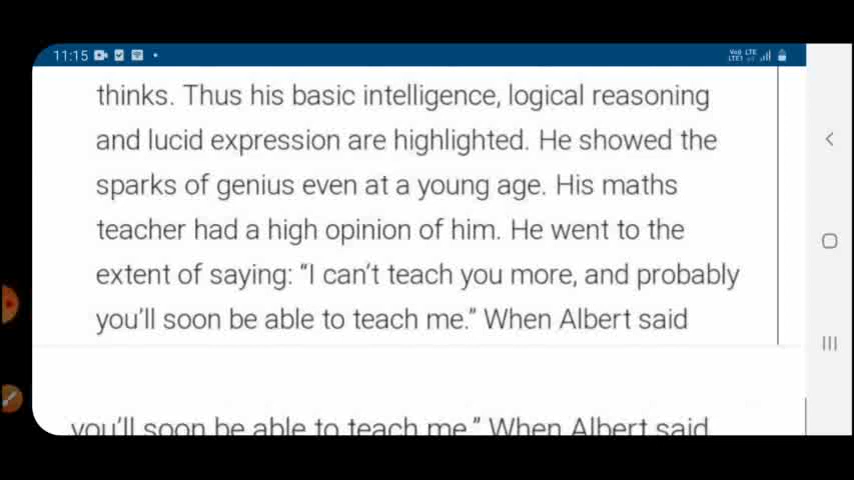 11:15
thinks. Thus his basic intelligence, logical reasoning
and lucid expression are highlighted. He showed the
sparks of genius even at a young age. His maths
teacher had a high opinion of him. He went to the
extent of saying: “I can’t teach you more, and probably
you’ll soon be able to teach me.” When Albert said
you’ll soon be able to teach me.” When Albert said